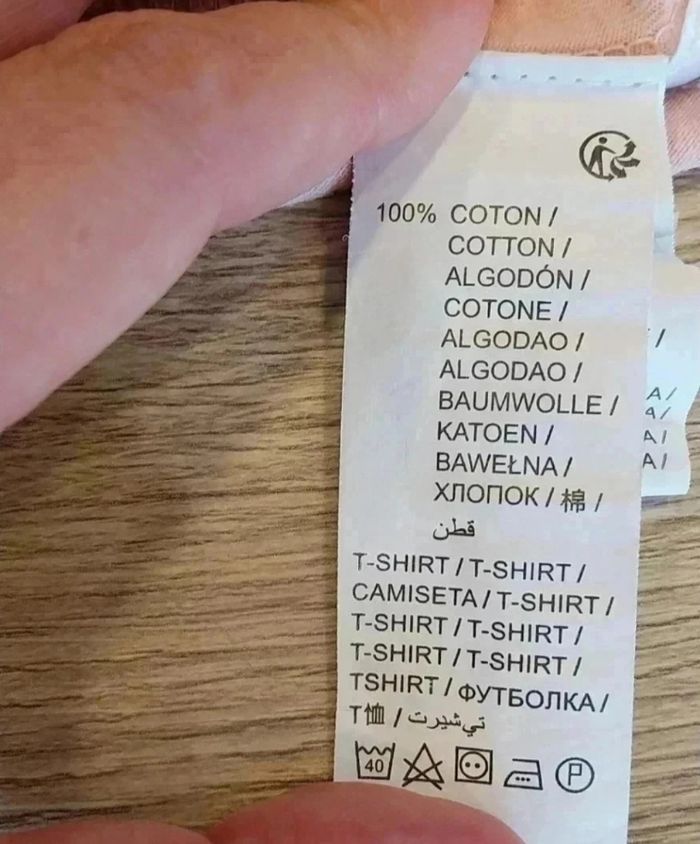 100% COTON /
COTTON /
ALGODÓN /
COTONE /
ALGODAO /
ALGODAO /
BAUMWOLLE /
KATOEN /
BAWEŁNA /
ХЛОПОК / 棉 /
قطن
T-SHIRT / T-SHIRT /
CAMISETA / T-SHIRT /
T-SHIRT / T-SHIRT /
T-SHIRT / T-SHIRT /
TSHIRT / ФУТБОЛКА /
T恤 / تي شيرت
40 P
/
A /
A /
A /
A /